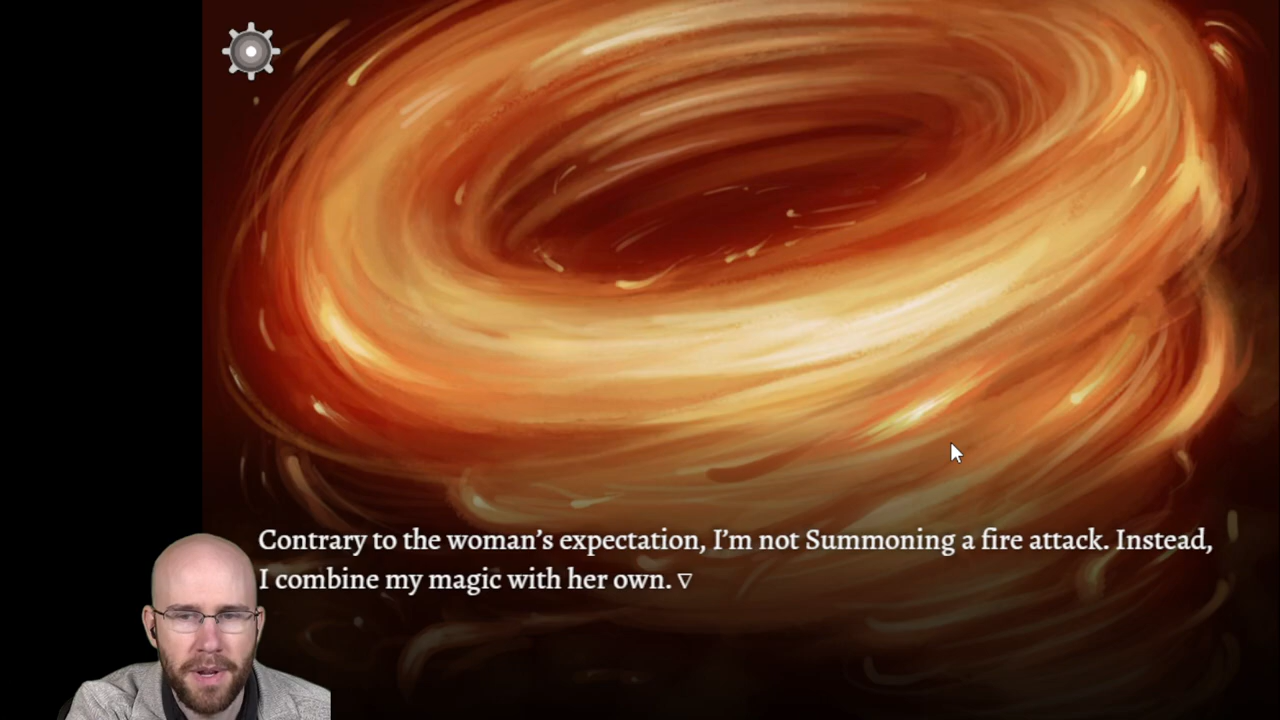 Contrary to the woman’s expectation, I’m not Summoning a fire attack. Instead,
I combine my magic with her own. ▽